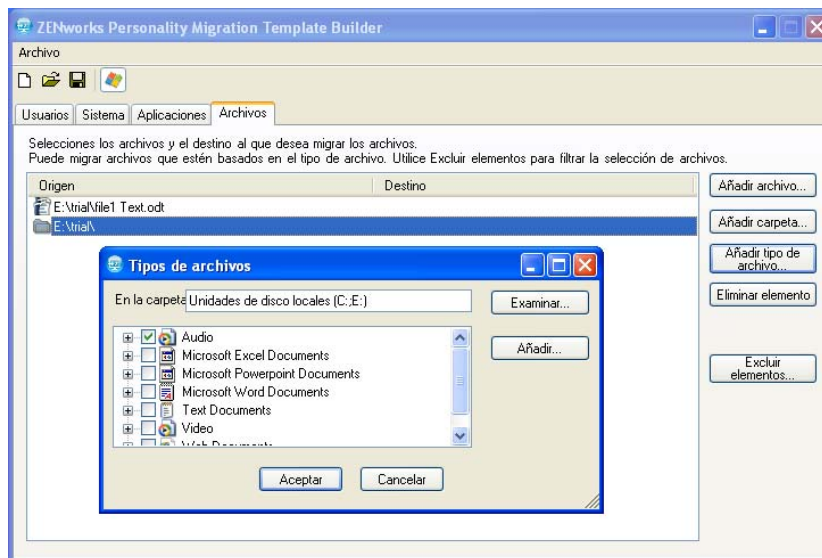 ZENworks Personality Migration Template Builder
Archivo
Usuarios Sistema Aplicaciones Archivos
Selecciones los archivos y el destino al que desea migrar los archivos.
Puede migrar archivos que estén basados en el tipo de archivo. Utilice Excluir elementos para filtrar la selección de archivos.
Origen Destino
E:\trial\file1 Text.odt
E:\trial\
Añadir archivo...
Añadir carpeta...
Añadir tipo de
archivo...
Eliminar elemento
Excluir
elementos...
Tipos de archivos
En la carpeta Unidades de disco locales (C:;E:)
Examinar...
Añadir...
Audio
Microsoft Excel Documents
Microsoft Powerpoint Documents
Microsoft Word Documents
Text Documents
Video
Web Documents
Aceptar Cancelar